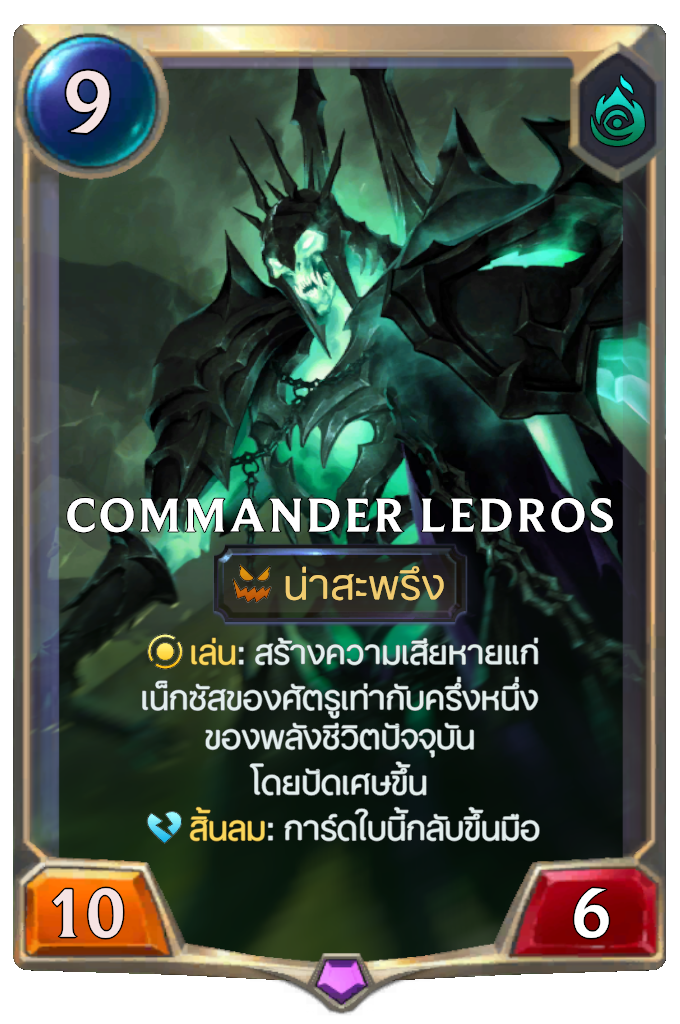 9
COMMANDER LEDROS
น่าสะพรึง
เล่น: สร้างความเสียหายแก่
เน็กซัสของศัตรูเท่ากับครึ่งหนึ่ง
ของพลังชีวิตปัจจุบัน
โดยปัดเศษขึ้น
สิ้นลม: การ์ดใบนี้กลับขึ้นมือ
10
6